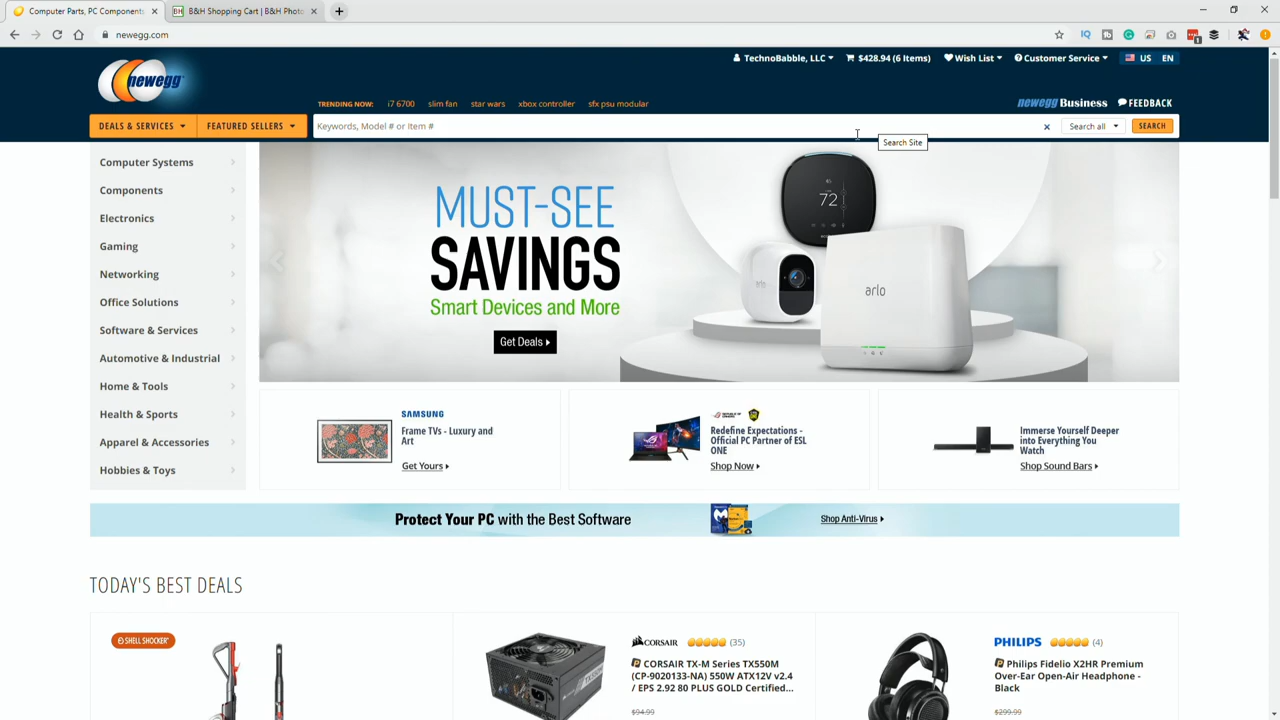 Computer Parts, PC Components
B&H Shopping Cart | B&H Photo
newegg.com
newegg
TechnoBabble, LLC
$428.94 (6 Items)
Wish List
Customer Service
US EN
TRENDING NOW: i7 6700 slim fan star wars xbox controller sfx psu modular
newegg Business
FEEDBACK
DEALS & SERVICES
FEATURED SELLERS
Keywords, Model # or Item #
Search all
SEARCH
Search Site
Computer Systems
Components
Electronics
Gaming
Networking
Office Solutions
Software & Services
Automotive & Industrial
Home & Tools
Health & Sports
Apparel & Accessories
Hobbies & Toys
MUST-SEE
SAVINGS
Smart Devices and More
Get Deals
72
arlo
arlo
SAMSUNG
Frame TVs - Luxury and
Art
Get Yours
Redefine Expectations -
Official PC Partner of ESL
ONE
Shop Now
Immerse Yourself Deeper
into Everything You
Watch
Shop Sound Bars
Protect Your PC with the Best Software
Shop Anti-Virus
TODAY'S BEST DEALS
SHELL SHOCKER
CORSAIR (35)
CORSAIR TX-M Series TX550M
(CP-9020133-NA) 550W ATX12V v2.4
/ EPS 2.92 80 PLUS GOLD Certified...
$94.99
PHILIPS (4)
Philips Fidelio X2HR Premium
Over-Ear Open-Air Headphone -
Black
$299.99